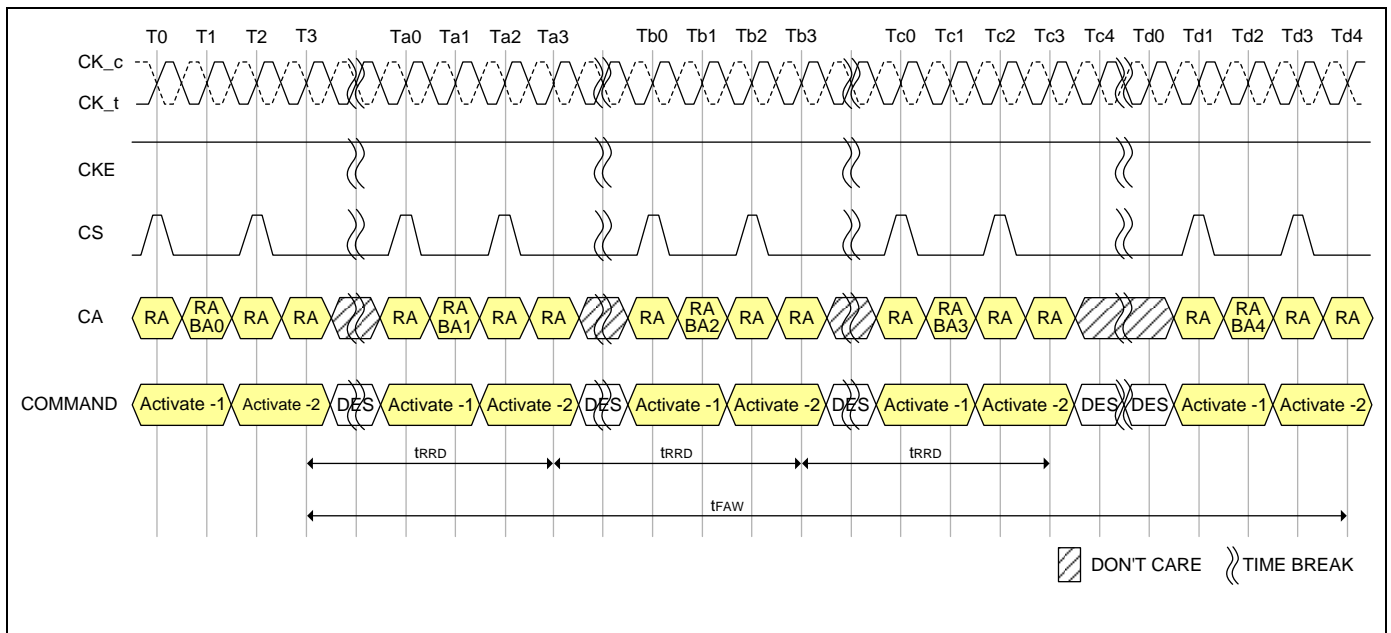 T0 T1 T2 T3 Ta0 Ta1 Ta2 Ta3 Tb0 Tb1 Tb2 Tb3 Tc0 Tc1 Tc2 Tc3 Tc4 Td0 Td1 Td2 Td3 Td4
CK_c
CK_t
CKE
CS
CA RA RA BA0 RA RA RA RA BA1 RA RA RA RA BA2 RA RA RA RA BA3 RA RA RA RA BA4 RA RA
COMMAND Activate -1 Activate -2 DES Activate -1 Activate -2 DES Activate -1 Activate -2 DES Activate -1 Activate -2 DES DES Activate -1 Activate -2
tRRD tRRD tRRD
tFAW
DON'T CARE TIME BREAK